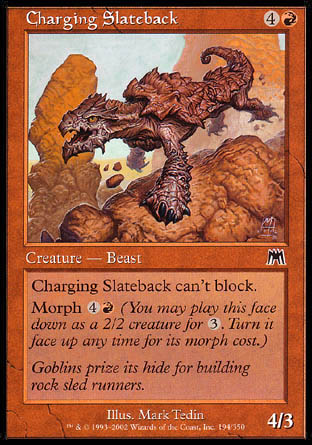 Charging Slateback 4
Creature — Beast
Charging Slateback can't block.
Morph 4 (You may play this face
down as a 2/2 creature for 3. Turn it
face up any time for its morph cost.)
Goblins prize its hide for building
rock sled runners.
4/3
Illus. Mark Tedin
™ & © 1993–2002 Wizards of the Coast, Inc. 194/350